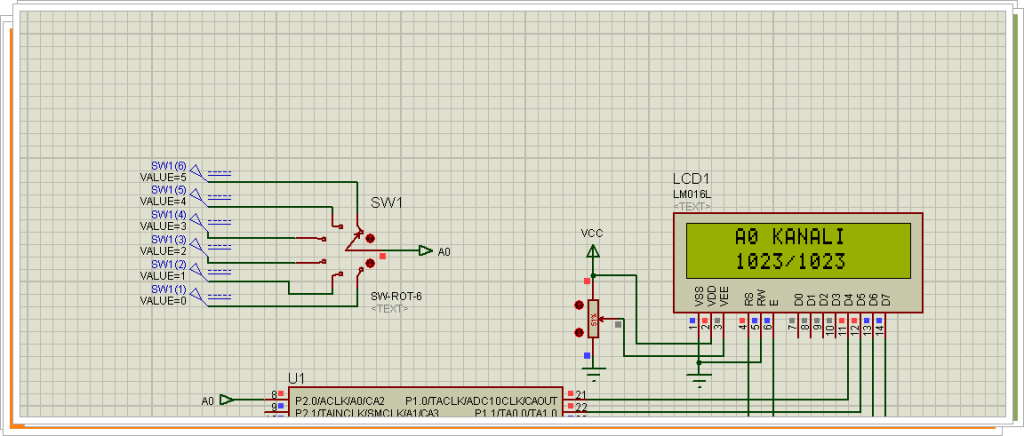 SW1(6)
VALUE=5
SW1(5)
VALUE=4
SW1(4)
VALUE=3
SW1(3)
VALUE=2
SW1(2)
VALUE=1
SW1(1)
VALUE=0
SW1
A0
SW-ROT-6
<TEXT>
VCC
51%
LCD1
LM016L
<TEXT>
A0 KANALI
1023/1023
VSS VDD VEE RS RW E D0 D1 D2 D3 D4 D5 D6 D7
1 2 3 4 5 6 7 8 9 10 11 12 13 14
U1
A0 8 P2.0/ACLK/A0/CA2 P1.0/TACLK/ADC10CLK/CAOUT 21
9 P2.1/TAINCLK/SMCLK/A1/CA3 P1.1/TA0.0/TA1.0 22